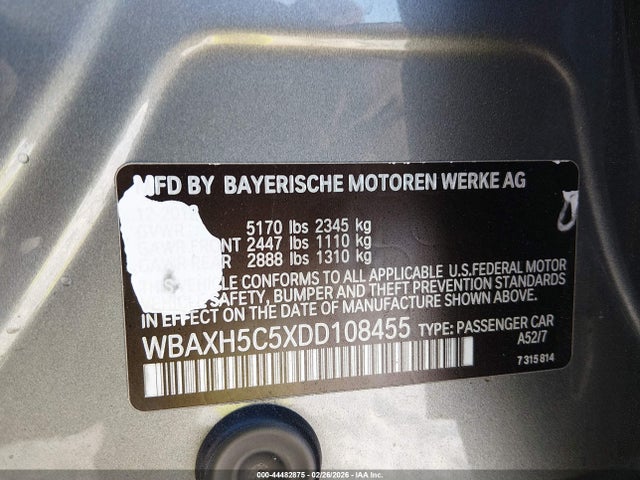 MFD BY BAYERISCHE MOTOREN WERKE AG
5170 lbs 2345 kg
FRONT 2447 lbs 1110 kg
2888 lbs 1310 kg
VEHICLE CONFORMS TO ALL APPLICABLE U.S.FEDERAL MOTOR
SAFETY, BUMPER AND THEFT PREVENTION STANDARDS
EFFECT ON THE DATE OF MANUFACTURE SHOWN ABOVE.
WBAXH5C5XDD108455 TYPE: PASSENGER CAR
A52/7
7 315 814
000-44482875 - 02/26/2026 - IAA Inc.